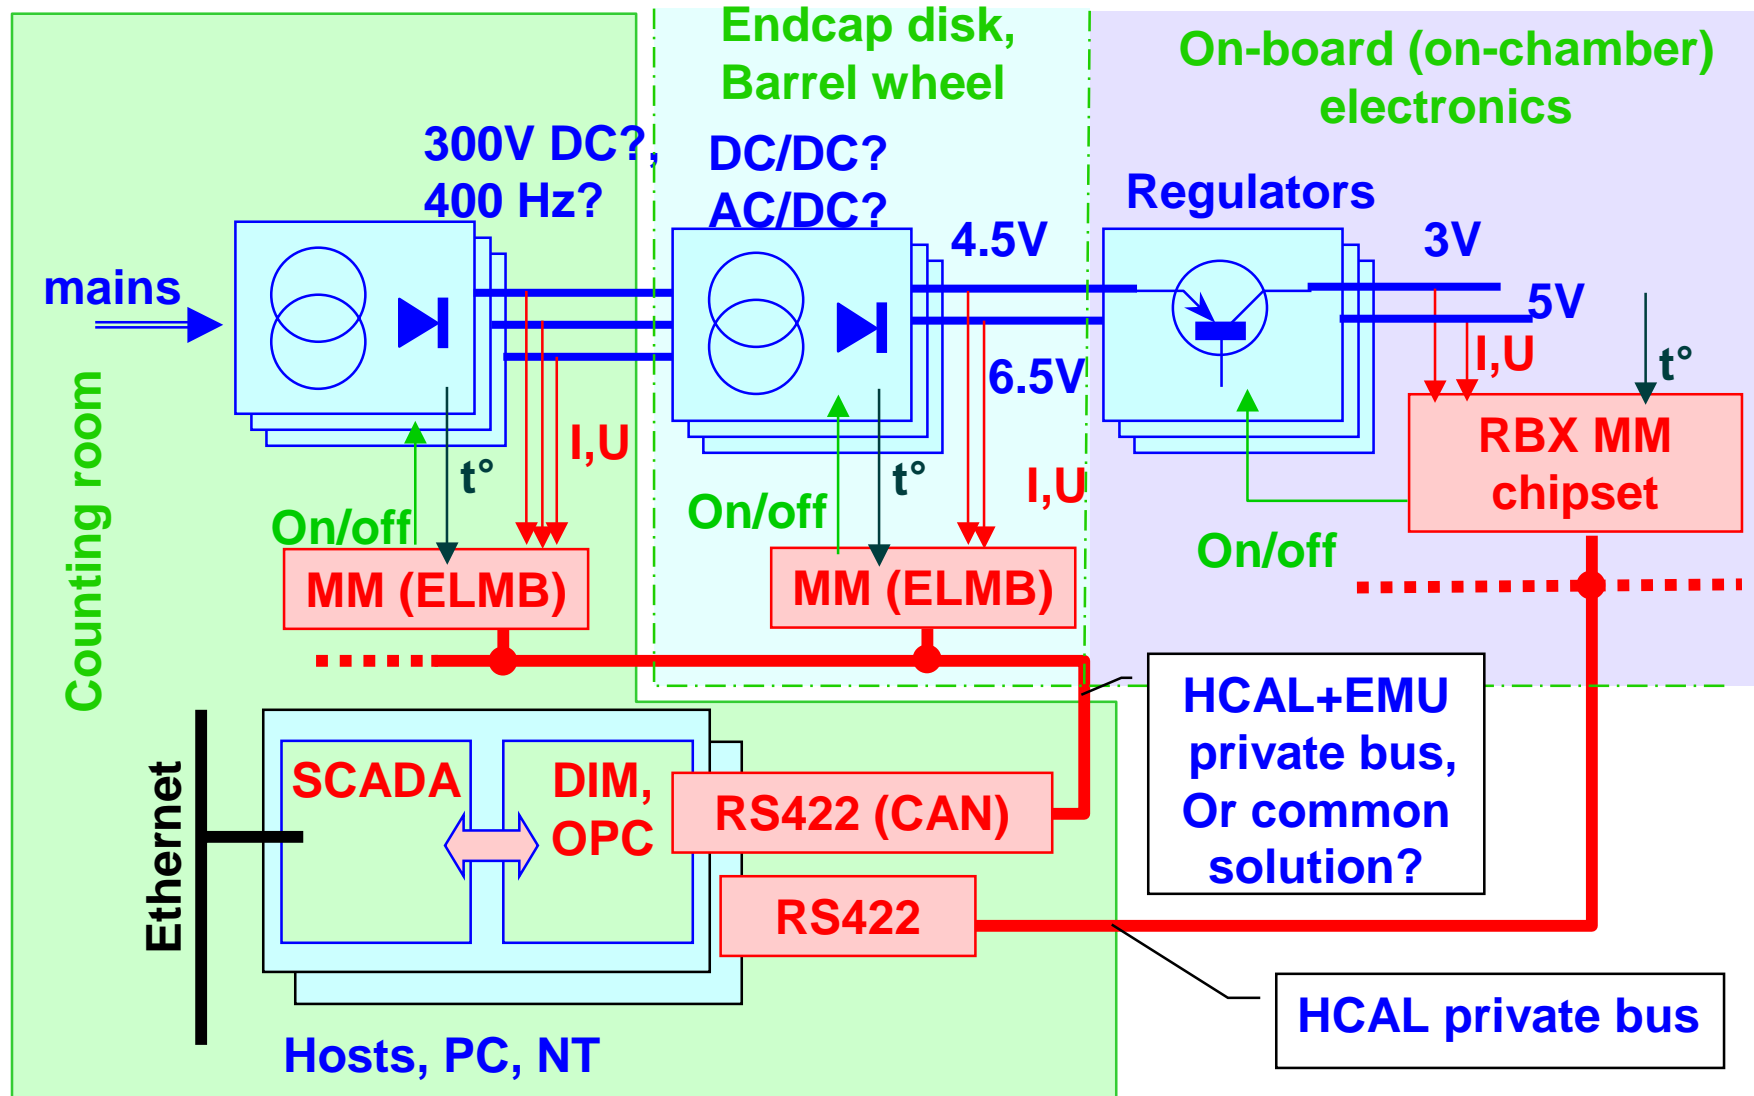 Endcap disk,
Barrel wheel
On-board (on-chamber)
electronics
300V DC?,
400 Hz?
DC/DC?
AC/DC?
Regulators
4.5V
3V
mains
5V
6.5V
I,U
t°
I,U
t°
On/off
t°
On/off
I,U
RBX MM
chipset
On/off
MM (ELMB)
MM (ELMB)
Counting room
HCAL+EMU
private bus,
Or common
solution?
Ethernet
SCADA
DIM,
OPC
RS422 (CAN)
RS422
HCAL private bus
Hosts, PC, NT